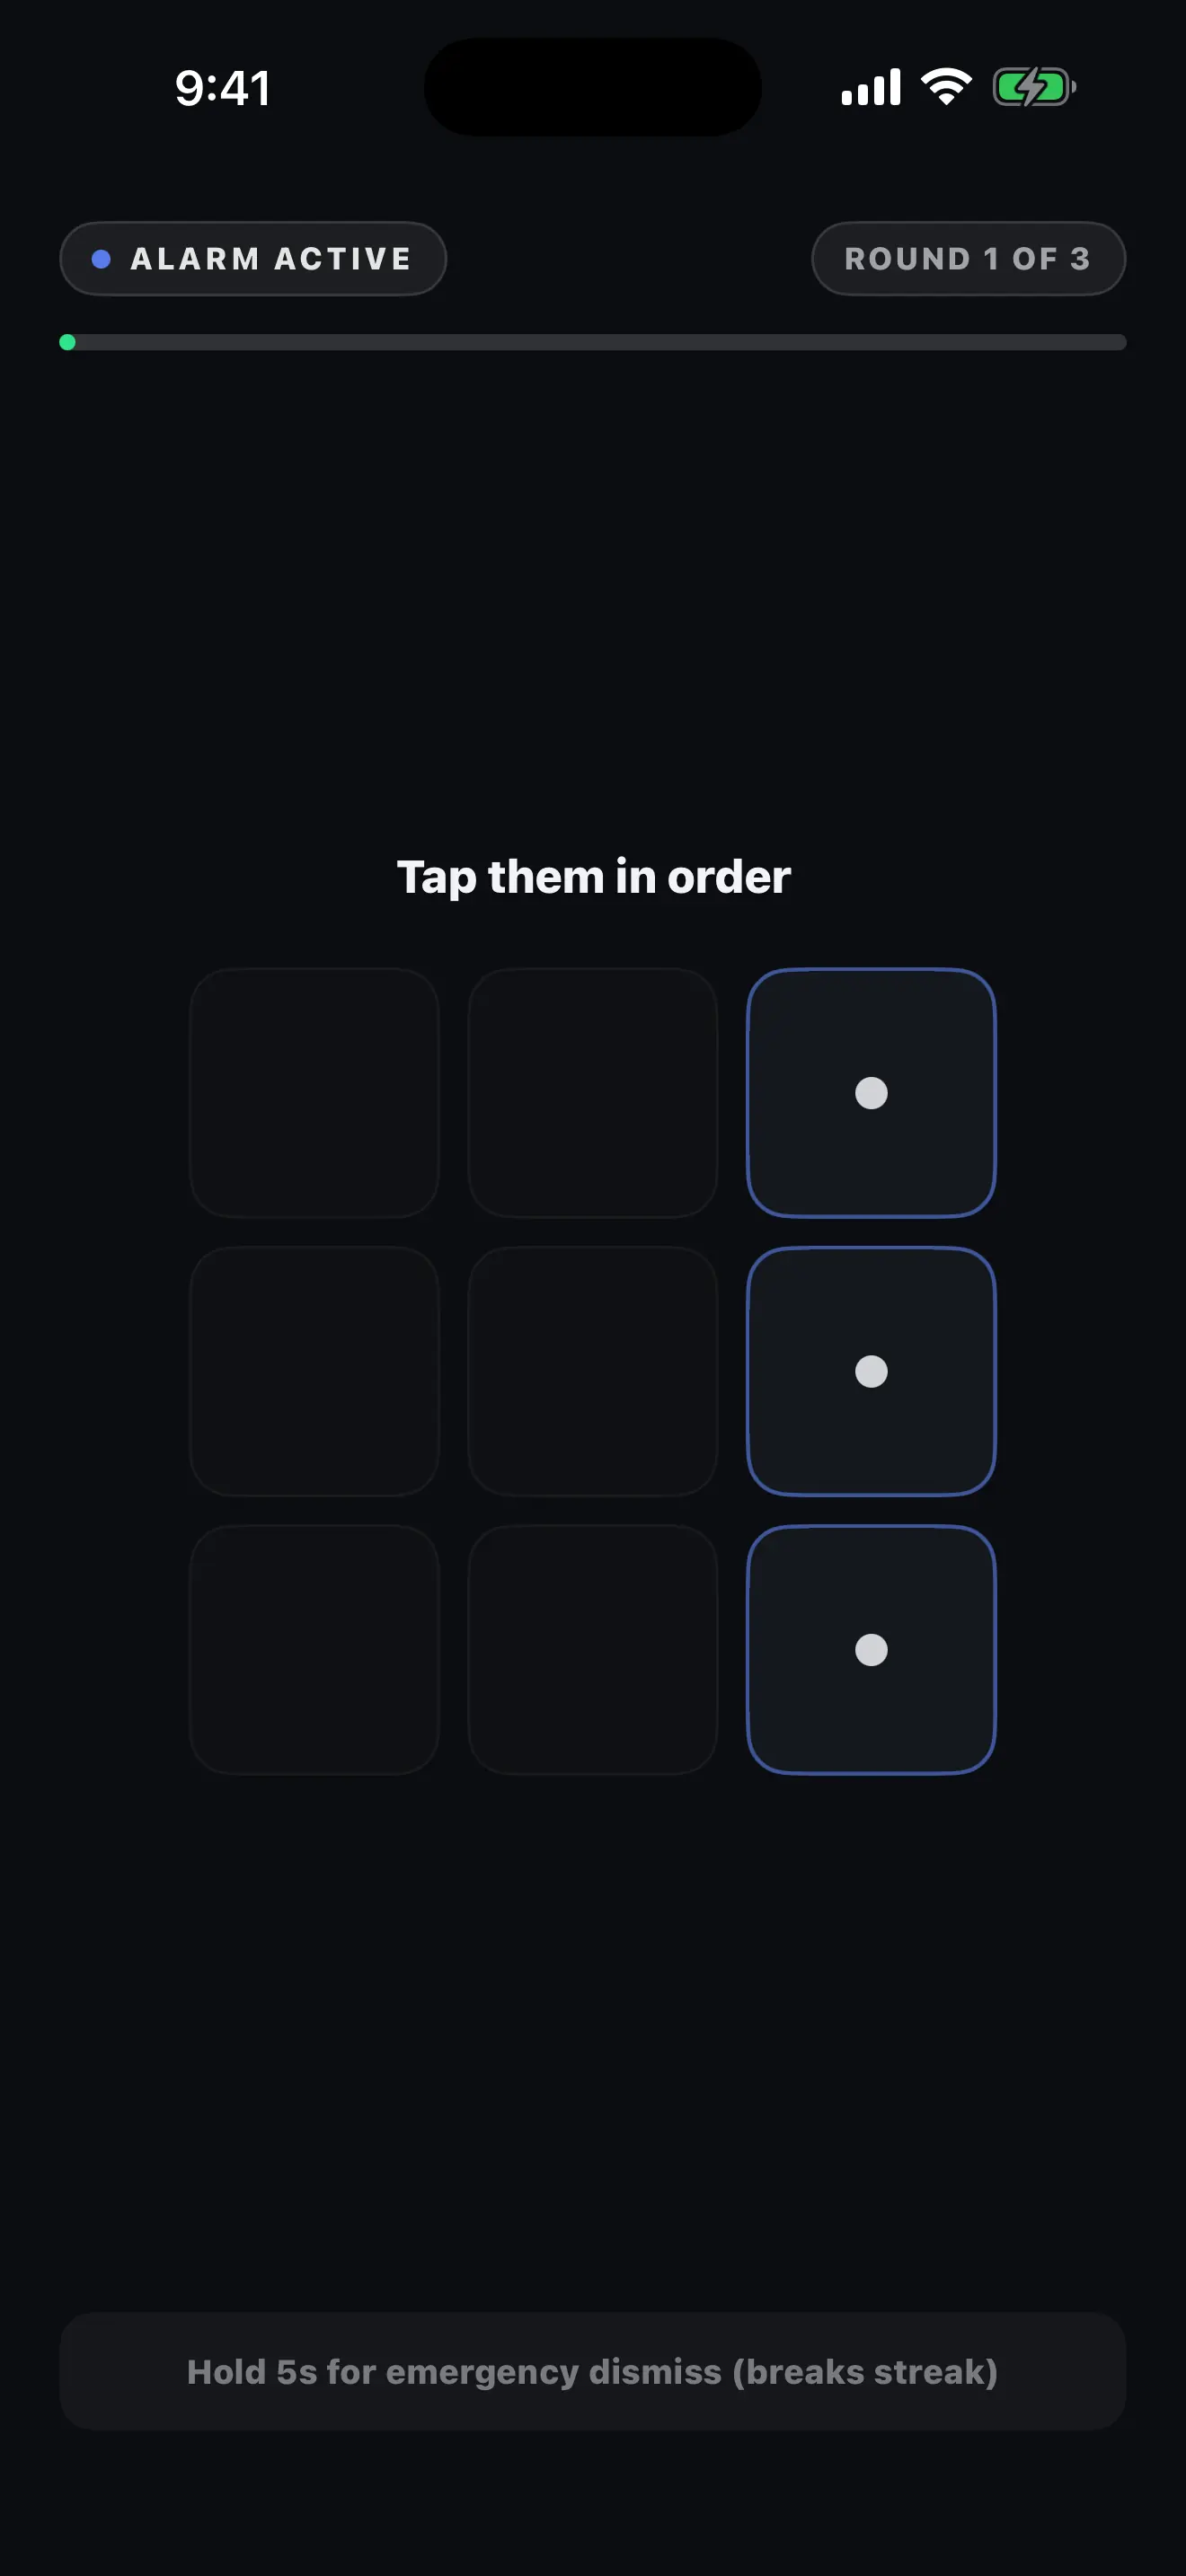 9:41
ALARM ACTIVE
ROUND 1 OF 3
Tap them in order
Hold 5s for emergency dismiss (breaks streak)